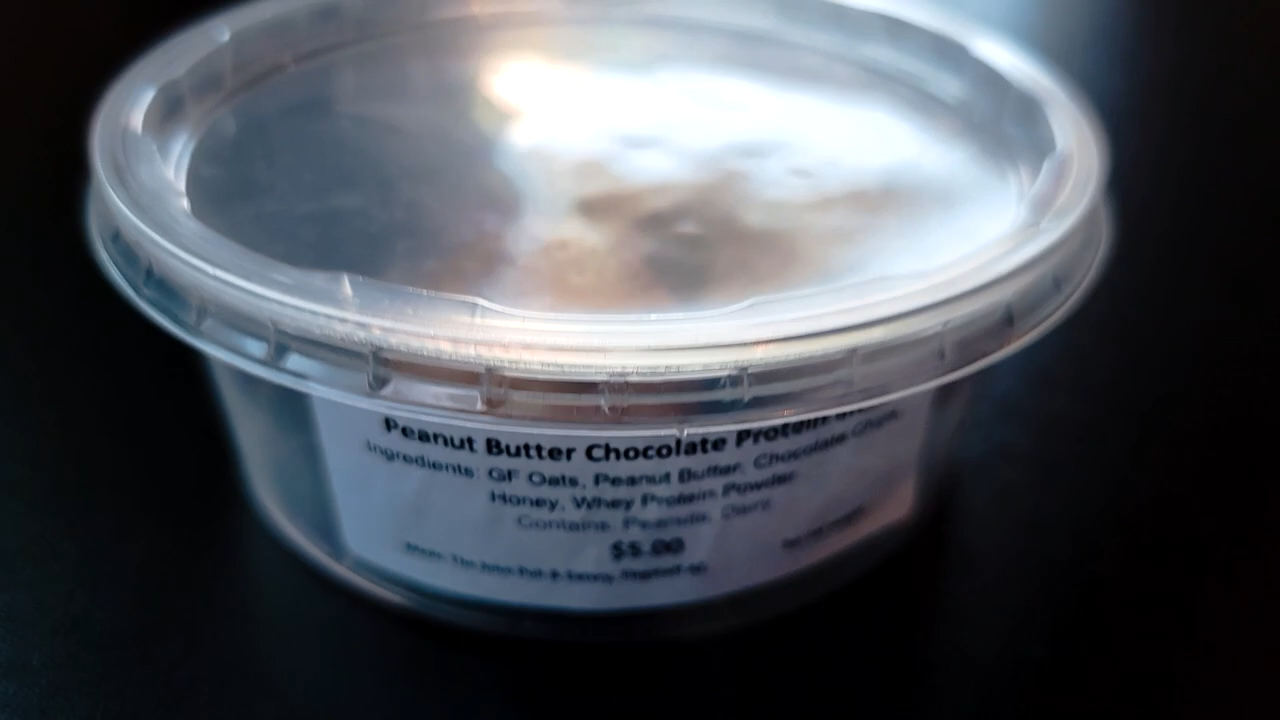 Peanut Butter Chocolate Protein
Ingredients: GF Oats, Peanut Butter, Chocolate Chips,
Honey, Whey Protein Powder
Contains: Peanuts, Dairy
$5.00